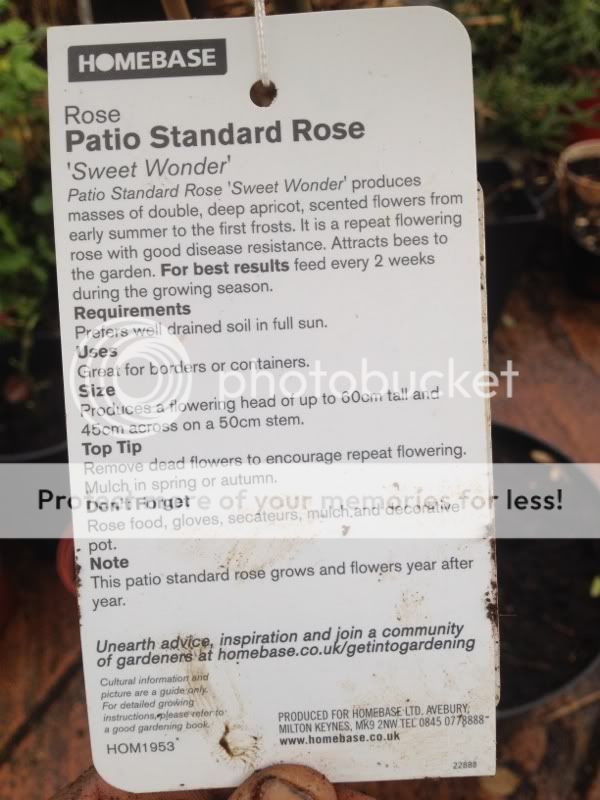 HOMEBASE
Rose
Patio Standard Rose
'Sweet Wonder'
Patio Standard Rose 'Sweet Wonder' produces
masses of double, deep apricot, scented flowers from
early summer to the first frosts. It is a repeat flowering
rose with good disease resistance. Attracts bees to
the garden. For best results feed every 2 weeks
during the growing season.
Requirements
Prefers well drained soil in full sun.
Uses
Great for borders or containers.
Size
Produces a flowering head of up to 60cm tall and
45cm across on a 50cm stem.
photobucket
Top Tip
Remove dead flowers to encourage repeat flowering.
Mulch in spring or autumn.
Protect more of your memories for less!
Don't Forget
Rose food, gloves, secateurs, mulch and decorative
pot.
Note
This patio standard rose grows and flowers year after
year.
Unearth advice, inspiration and join a community
of gardeners at homebase.co.uk/getintogardening
Cultural information and
picture are a guide only.
For detailed growing
instructions, please refer to
a good gardening book.
HOM1953
PRODUCED FOR HOMEBASE LTD. AVEBURY,
MILTON KEYNES, MK9 2NW TEL 0845 0778888
www.homebase.co.uk
22888